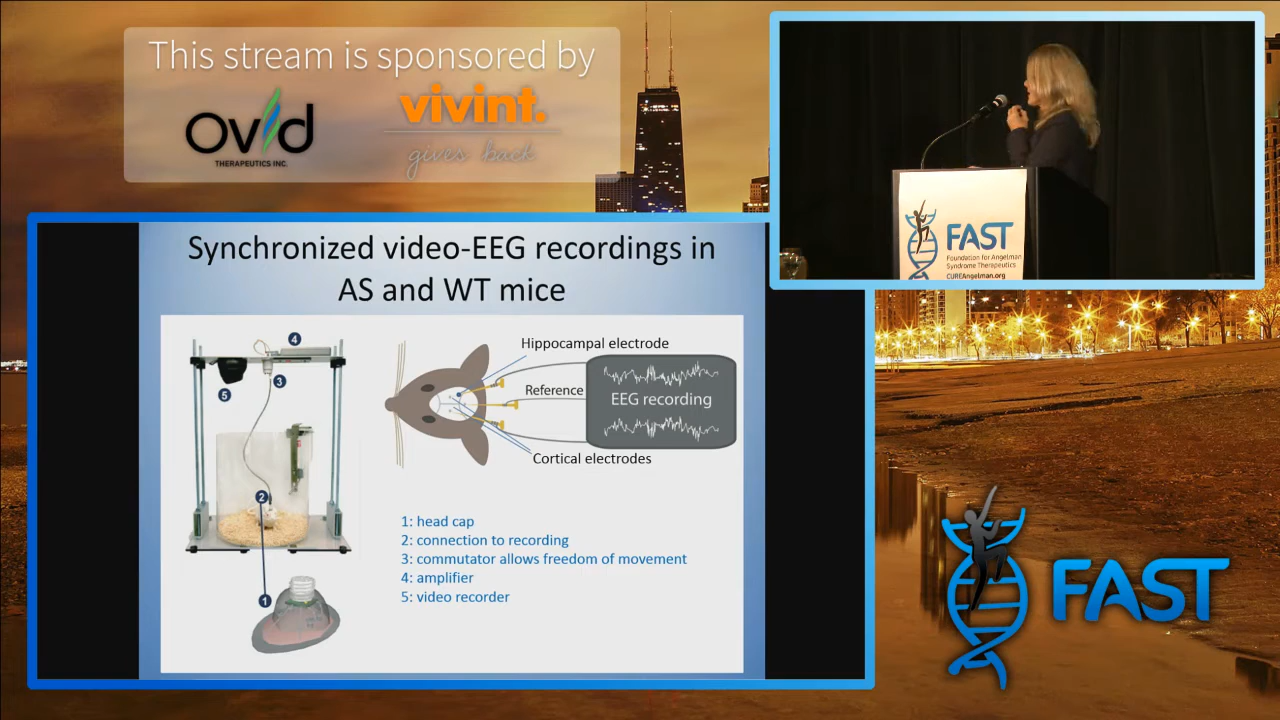 This stream is sponsored by
ovid
THERAPEUTICS INC.
vivint.
gives back
FAST
Foundation for Angelman
Syndrome Therapeutics
CUREAngelman.org
Synchronized video-EEG recordings in
AS and WT mice
4
5
3
2
1
Hippocampal electrode
Reference
EEG recording
Cortical electrodes
1: head cap
2: connection to recording
3: commutator allows freedom of movement
4: amplifier
5: video recorder
FAST